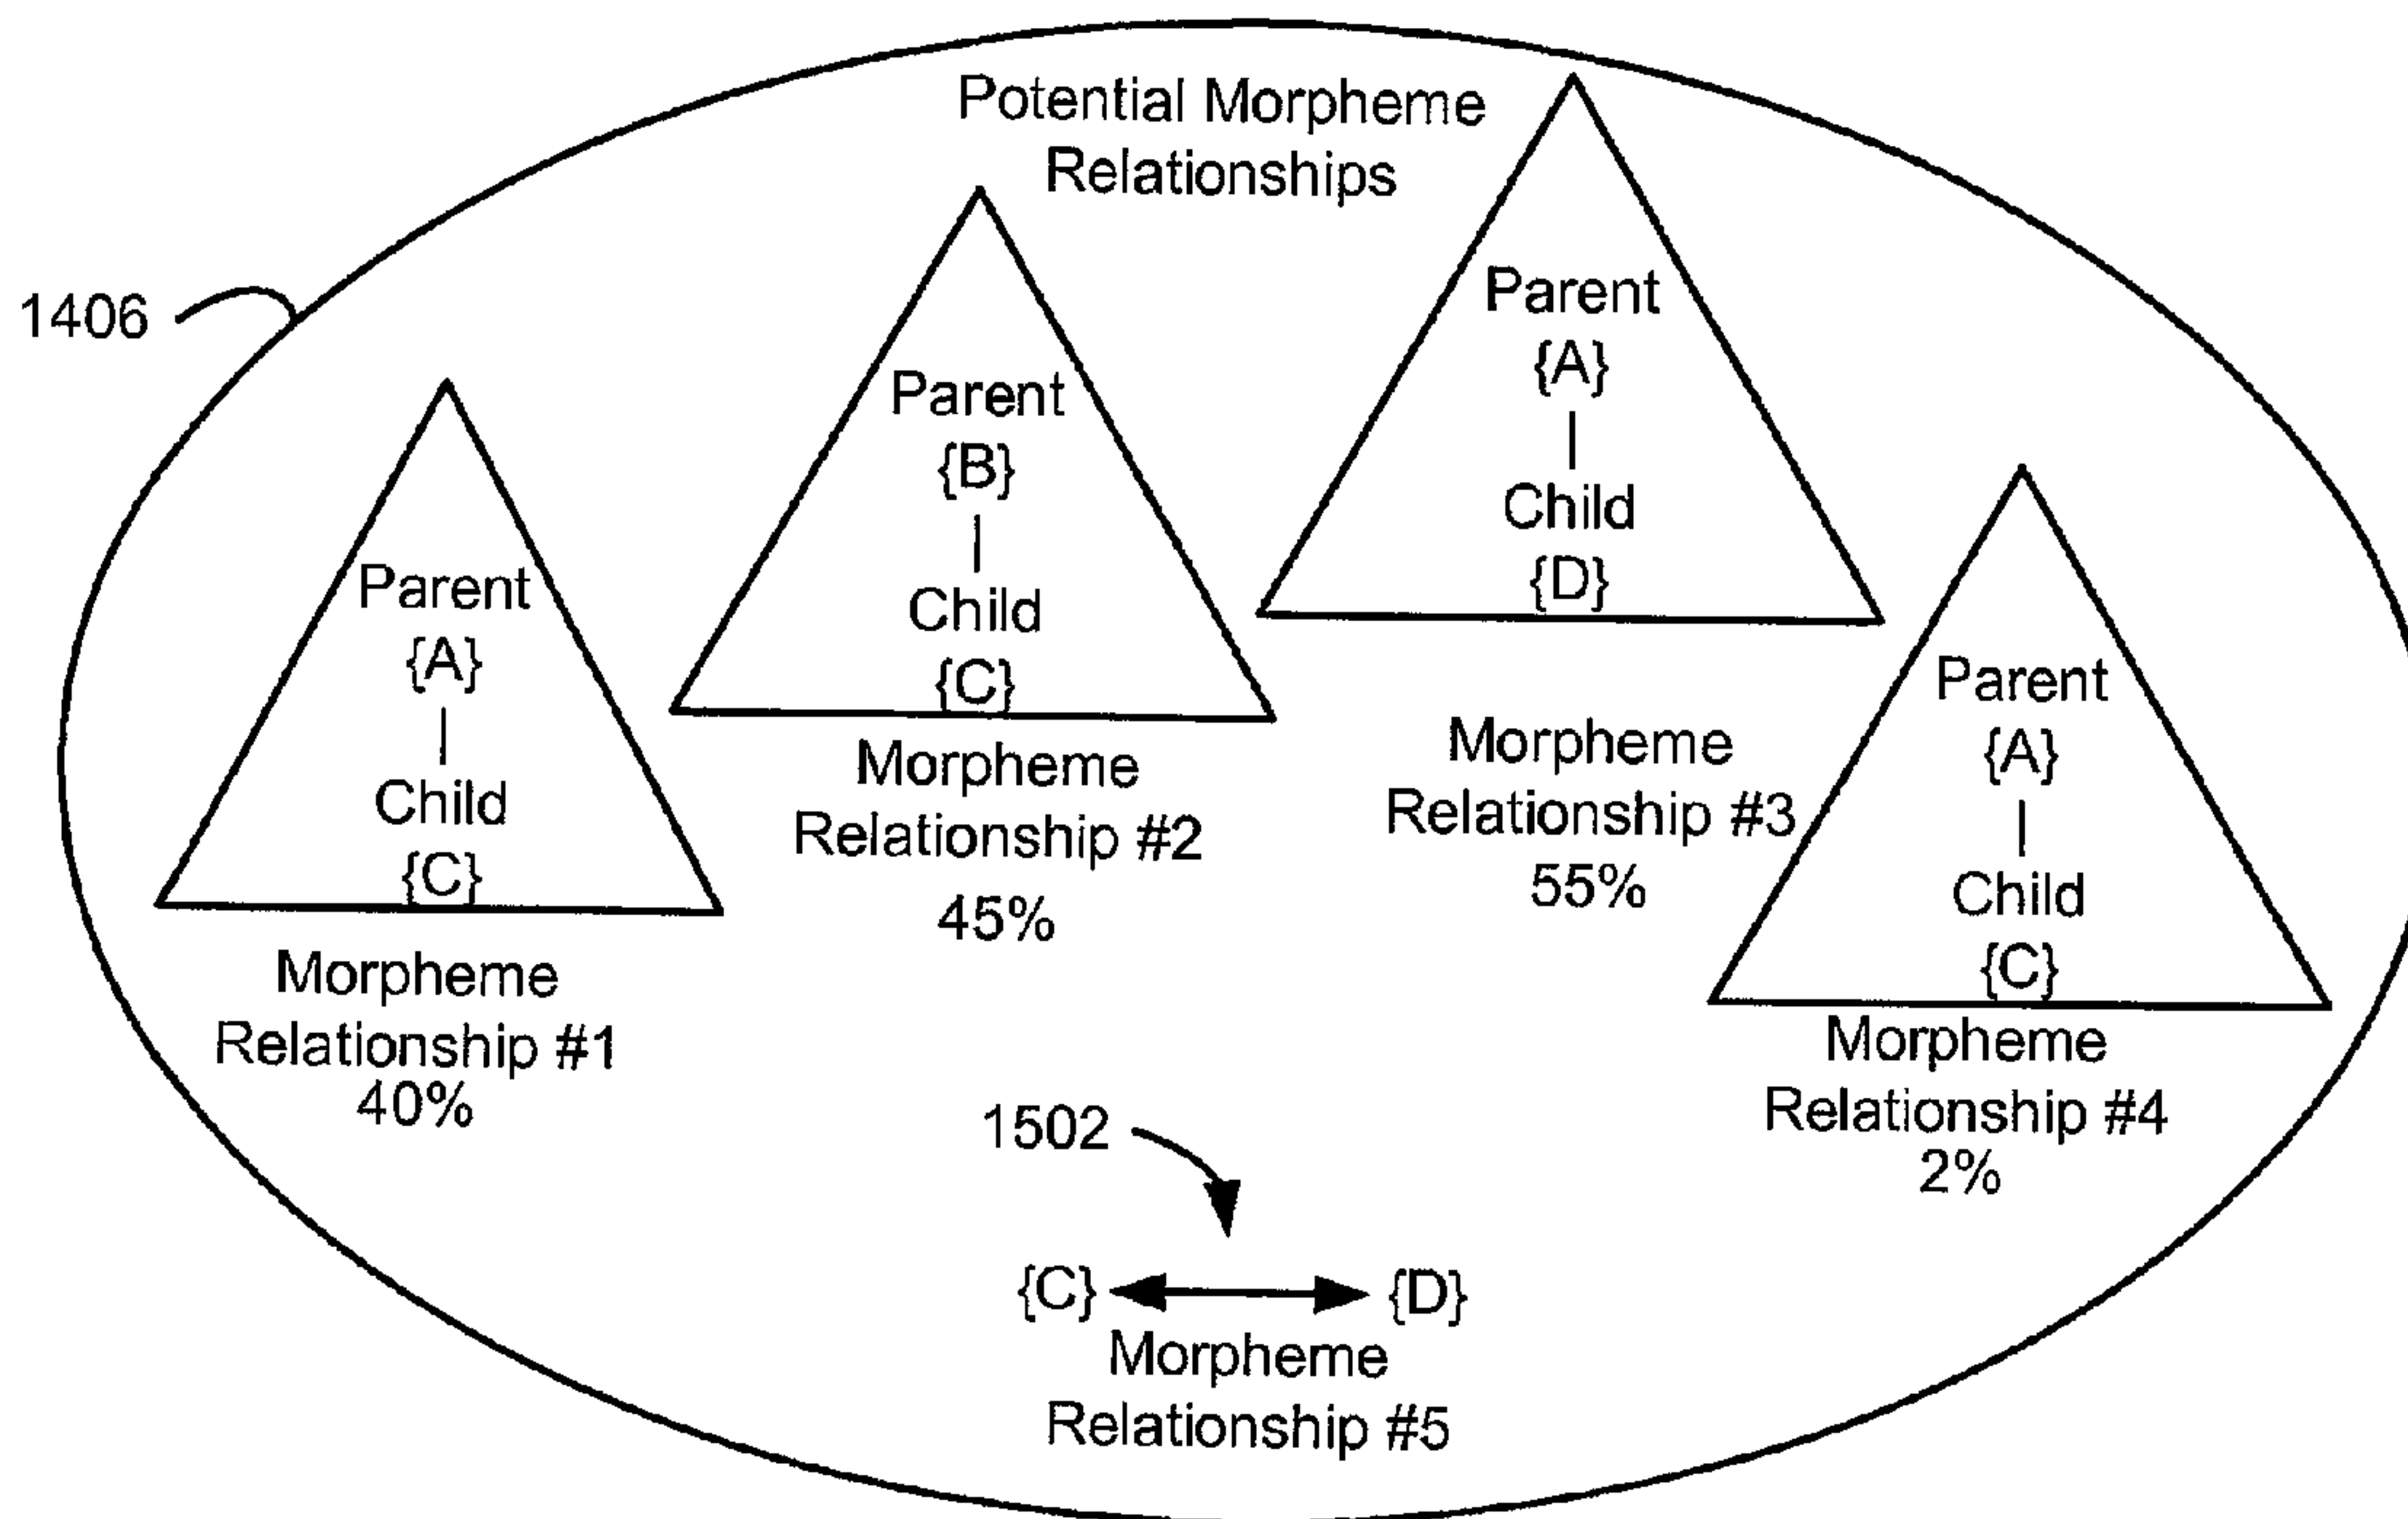 Potential Morpheme
Relationships
1406
Parent
{A}
|
Child
{C}
Morpheme
Relationship #1
40%
Parent
{B}
|
Child
{C}
Morpheme
Relationship #2
45%
Parent
{A}
|
Child
{D}
Morpheme
Relationship #3
55%
Parent
{A}
|
Child
{C}
Morpheme
Relationship #4
2%
1502
{C} {D}
Morpheme
Relationship #5